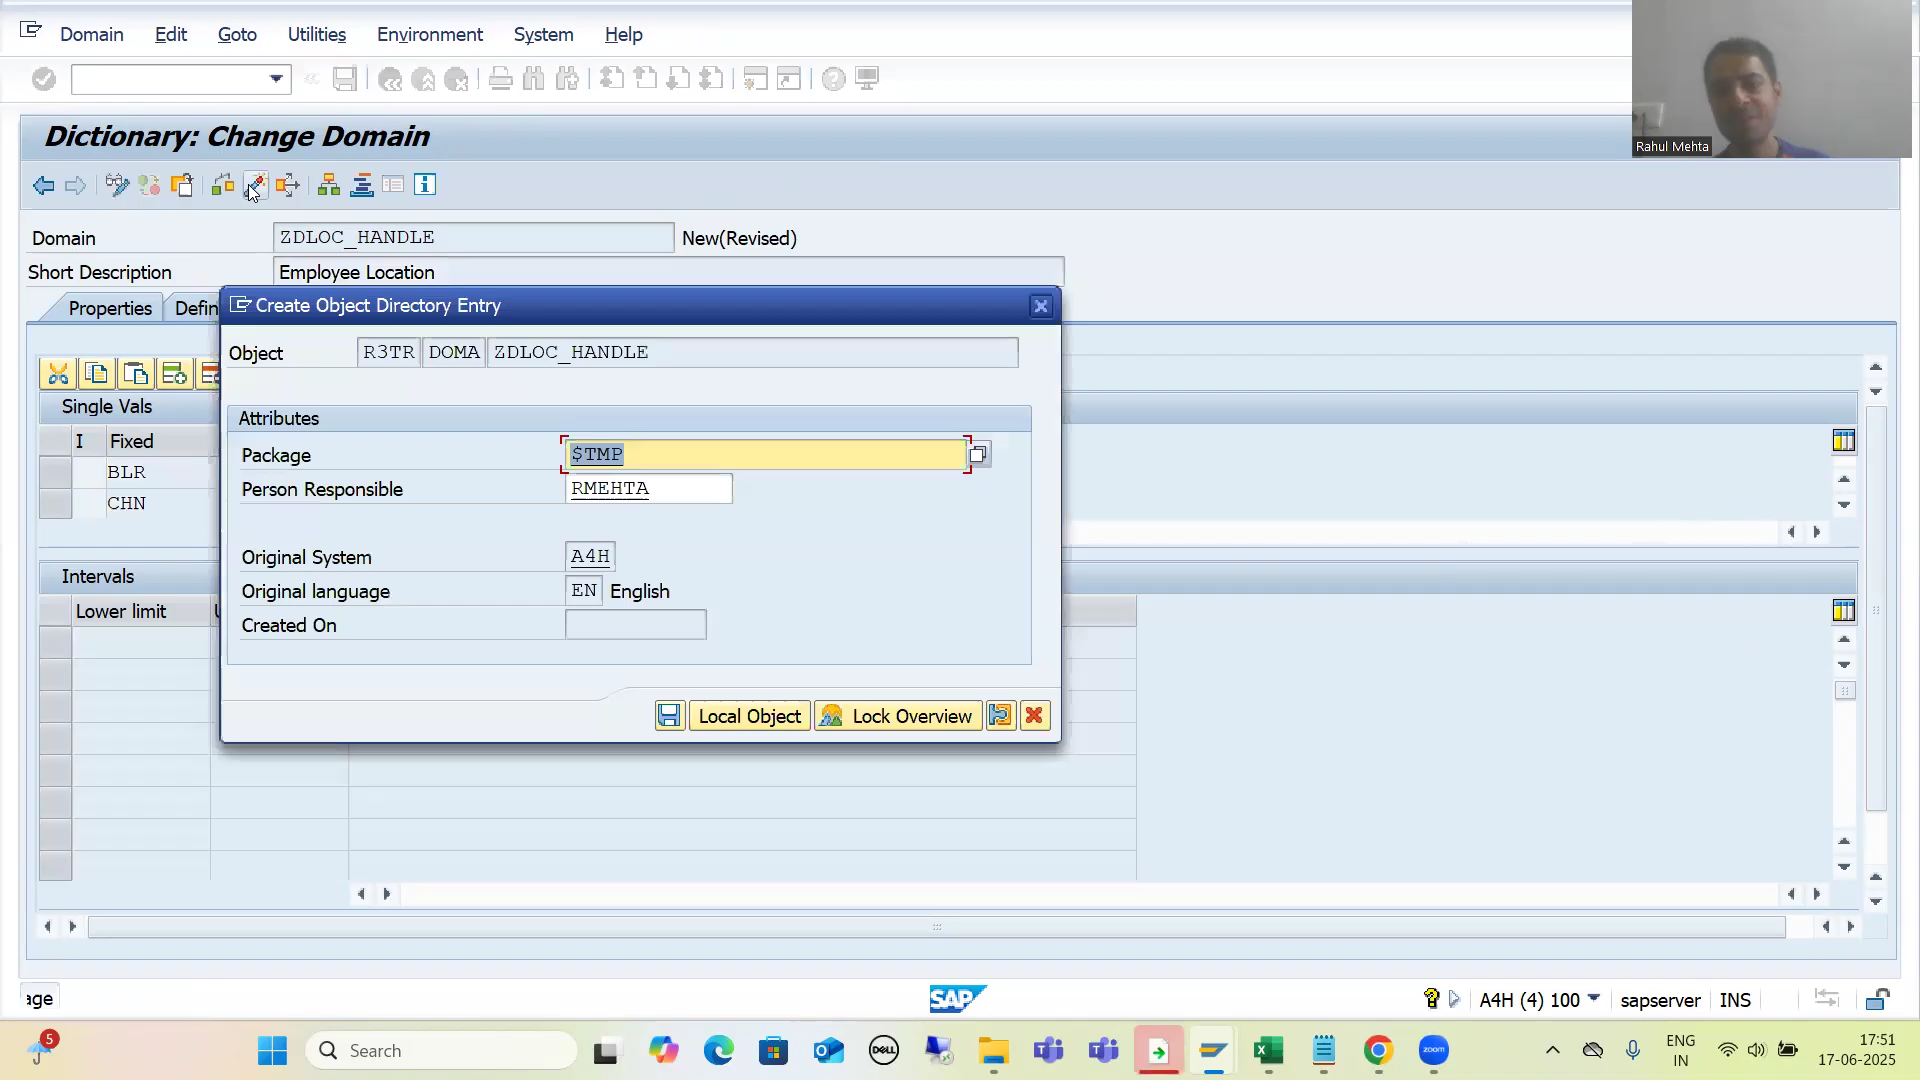 Domain Edit Goto Utilities Environment System Help
Rahul Mehta
Dictionary: Change Domain
Domain ZDLOC_HANDLE New(Revised)
Short Description Employee Location
Properties Defin
Create Object Directory Entry
Object R3TR DOMA ZDLOC_HANDLE
Attributes
Package $TMP
Person Responsible RMEHTA
Original System A4H
Original language EN English
Created On
Local Object Lock Overview
Single Vals
I Fixed
BLR
CHN
Intervals
Lower limit U
age
SAP
A4H (4) 100 sapserver INS
5
Search
DELL
zoom
ENG
IN
17:51
17-06-2025